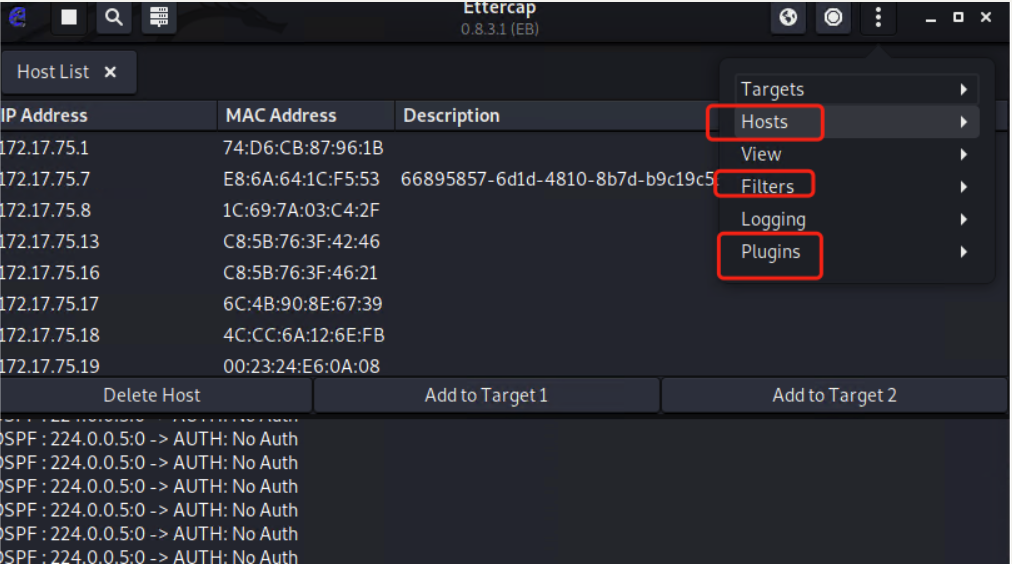 Ettercap
0.8.3.1 (EB)
Host List ×
IP Address MAC Address Description
172.17.75.1 74:D6:CB:87:96:1B
172.17.75.7 E8:6A:64:1C:F5:53 66895857-6d1d-4810-8b7d-b9c19c5
172.17.75.8 1C:69:7A:03:C4:2F
172.17.75.13 C8:5B:76:3F:42:46
172.17.75.16 C8:5B:76:3F:46:21
172.17.75.17 6C:4B:90:8E:67:39
172.17.75.18 4C:CC:6A:12:6E:FB
172.17.75.19 00:23:24:E6:0A:08
Targets
Hosts
View
Filters
Logging
Plugins
Delete Host Add to Target 1 Add to Target 2
OSPF : 224.0.0.5:0 -> AUTH: No Auth
OSPF : 224.0.0.5:0 -> AUTH: No Auth
OSPF : 224.0.0.5:0 -> AUTH: No Auth
OSPF : 224.0.0.5:0 -> AUTH: No Auth
OSPF : 224.0.0.5:0 -> AUTH: No Auth
OSPF : 224.0.0.5:0 -> AUTH: No Auth